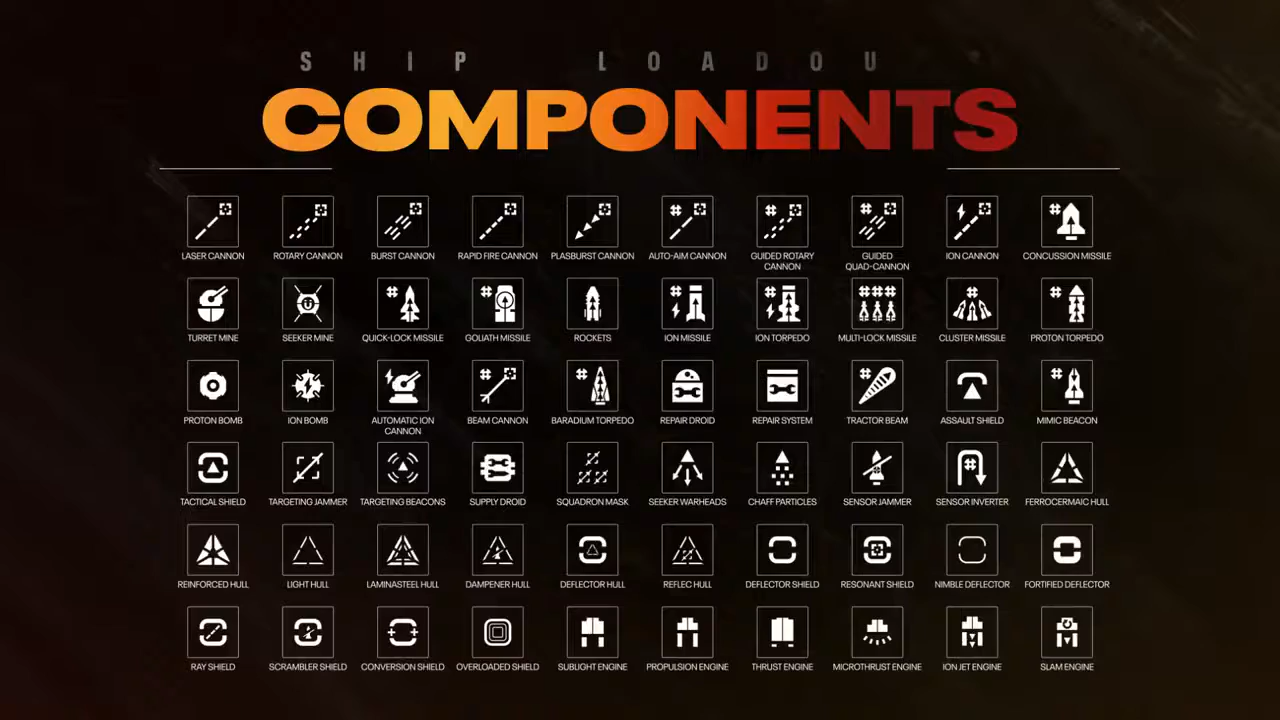 SHIP LOADOU
COMPONENTS
LASER CANNON
ROTARY CANNON
BURST CANNON
RAPID FIRE CANNON
PLASBURST CANNON
AUTO-AIM CANNON
GUIDED ROTARY
CANNON
GUIDED
QUAD-CANNON
ION CANNON
CONCUSSION MISSILE
TURRET MINE
SEEKER MINE
QUICK-LOCK MISSILE
GOLIATH MISSILE
ROCKETS
ION MISSILE
ION TORPEDO
MULTI-LOCK MISSILE
CLUSTER MISSILE
PROTON TORPEDO
PROTON BOMB
ION BOMB
AUTOMATIC ION
CANNON
BEAM CANNON
BARADIUM TORPEDO
REPAIR DROID
REPAIR SYSTEM
TRACTOR BEAM
ASSAULT SHIELD
MIMIC BEACON
TACTICAL SHIELD
TARGETING JAMMER
TARGETING BEACONS
SUPPLY DROID
SQUADRON MASK
SEEKER WARHEADS
CHAFF PARTICLES
SENSOR JAMMER
SENSOR INVERTER
FERROCERMAIC HULL
REINFORCED HULL
LIGHT HULL
LAMINASTEEL HULL
DAMPENER HULL
DEFLECTOR HULL
REFLEC HULL
DEFLECTOR SHIELD
RESONANT SHIELD
NIMBLE DEFLECTOR
FORTIFIED DEFLECTOR
RAY SHIELD
SCRAMBLER SHIELD
CONVERSION SHIELD
OVERLOADED SHIELD
SUBLIGHT ENGINE
PROPULSION ENGINE
THRUST ENGINE
MICROTHRUST ENGINE
ION JET ENGINE
SLAM ENGINE